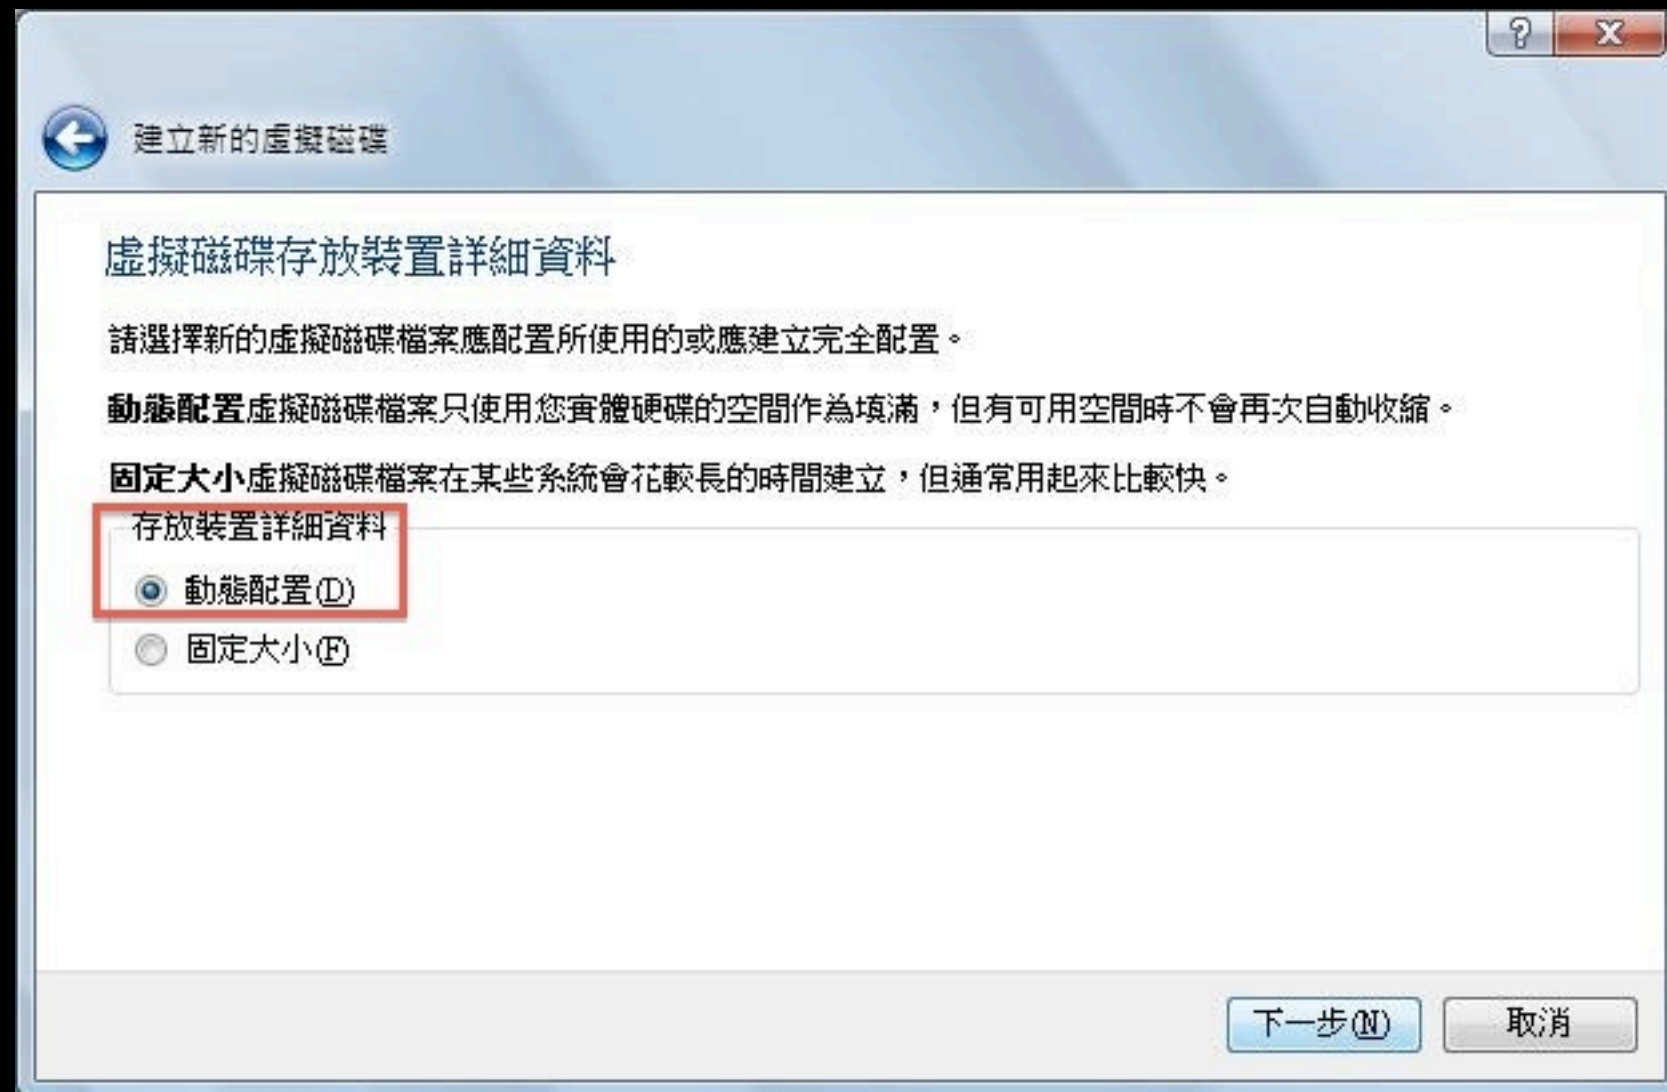 建立新的虛擬磁碟
虛擬磁碟存放裝置詳細資料
請選擇新的虛擬磁碟檔案應配置所使用的或應建立完全配置。
動態配置虛擬磁碟檔案只使用您實體硬碟的空間作為填滿，但有可用空間時不會再次自動收縮。
固定大小虛擬磁碟檔案在某些系統會花較長的時間建立，但通常用起來比較快。
存放裝置詳細資料
動態配置(D)
固定大小(F)
下一步(N)
取消